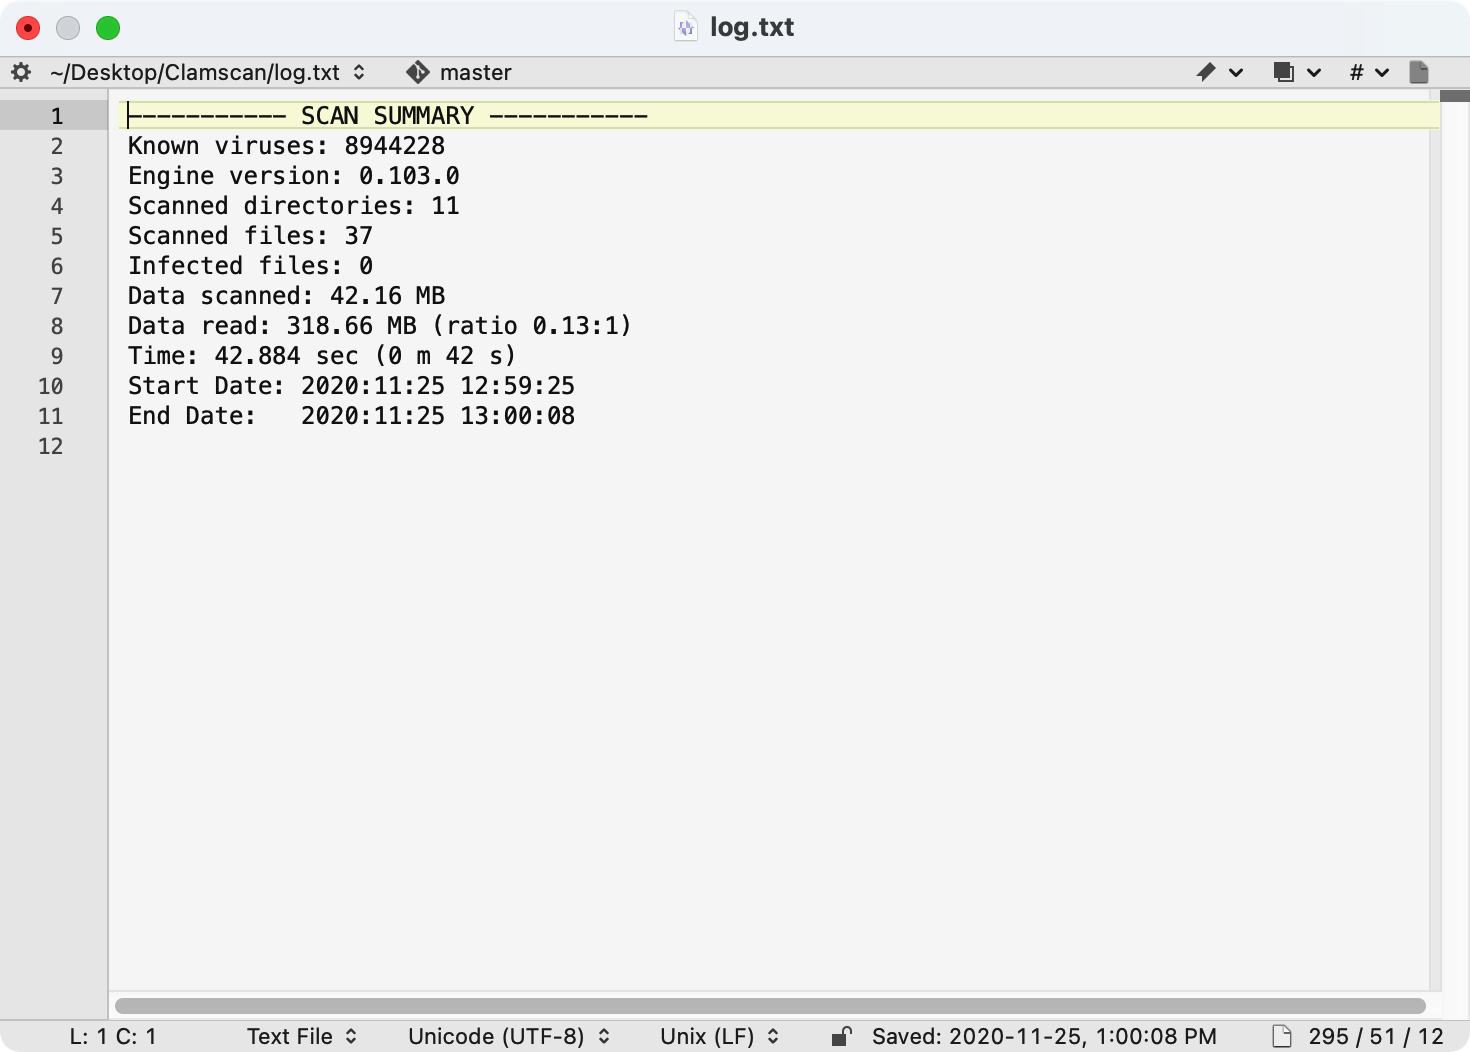 log.txt
~/Desktop/Clamscan/log.txt master #
1 ----------- SCAN SUMMARY -----------
2 Known viruses: 8944228
3 Engine version: 0.103.0
4 Scanned directories: 11
5 Scanned files: 37
6 Infected files: 0
7 Data scanned: 42.16 MB
8 Data read: 318.66 MB (ratio 0.13:1)
9 Time: 42.884 sec (0 m 42 s)
10 Start Date: 2020:11:25 12:59:25
11 End Date:   2020:11:25 13:00:08
12
L: 1 C: 1 Text File Unicode (UTF-8) Unix (LF) Saved: 2020-11-25, 1:00:08 PM 295 / 51 / 12